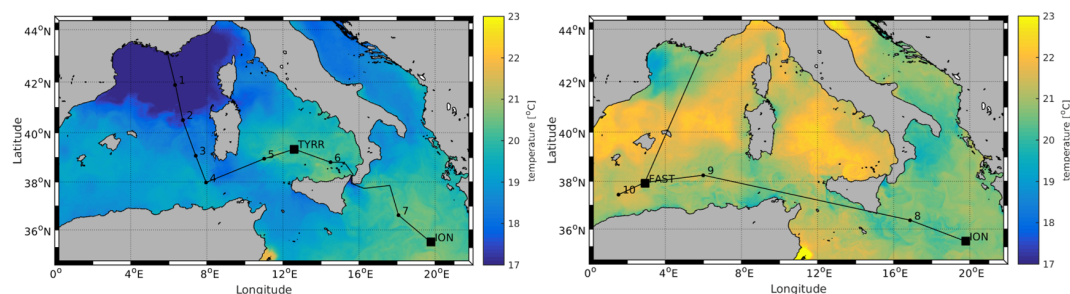 44°N
42°N
40°N
38°N
36°N
Latitude
0°
4°E
8°E
12°E
16°E
20°E
Longitude
1
2
3
4
5
TYRR
6
7
ION
23
22
21
20
19
18
17
temperature [°C]
44°N
42°N
40°N
38°N
36°N
Latitude
0°
4°E
8°E
12°E
16°E
20°E
Longitude
10
FAST
9
8
ION
23
22
21
20
19
18
17
temperature [°C]